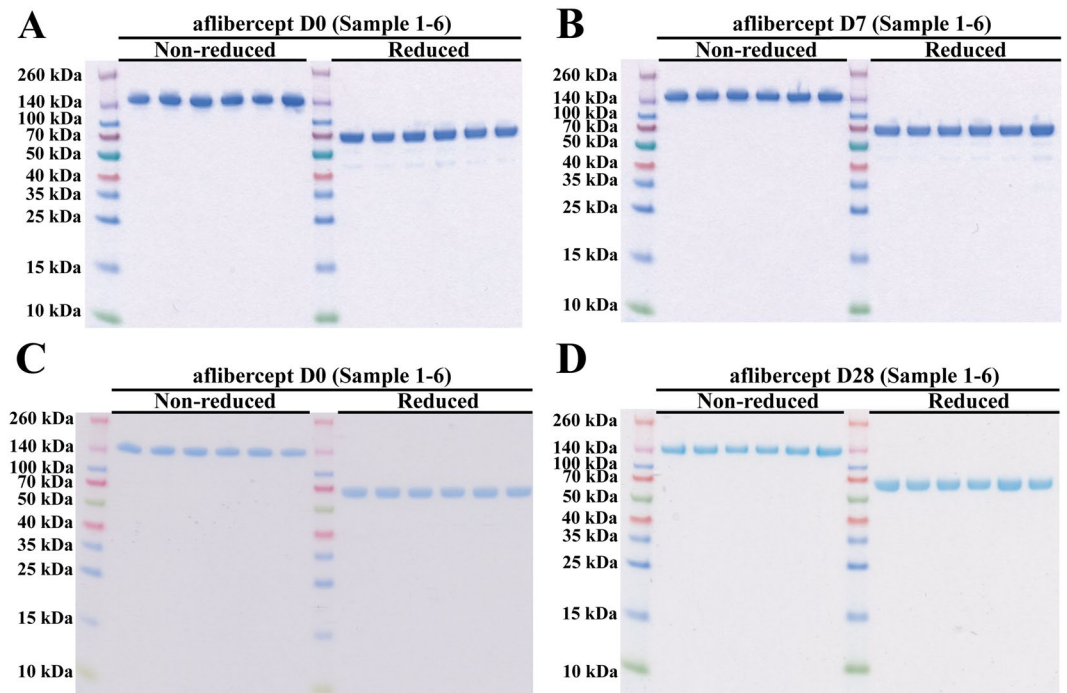 A
aflibercept D0 (Sample 1-6)
Non-reduced Reduced
260 kDa
140 kDa
100 kDa
70 kDa
50 kDa
40 kDa
35 kDa
25 kDa
15 kDa
10 kDa
B
aflibercept D7 (Sample 1-6)
Non-reduced Reduced
260 kDa
140 kDa
100 kDa
70 kDa
50 kDa
40 kDa
35 kDa
25 kDa
15 kDa
10 kDa
C
aflibercept D0 (Sample 1-6)
Non-reduced Reduced
260 kDa
140 kDa
100 kDa
70 kDa
50 kDa
40 kDa
35 kDa
25 kDa
15 kDa
10 kDa
D
aflibercept D28 (Sample 1-6)
Non-reduced Reduced
260 kDa
140 kDa
100 kDa
70 kDa
50 kDa
40 kDa
35 kDa
25 kDa
15 kDa
10 kDa